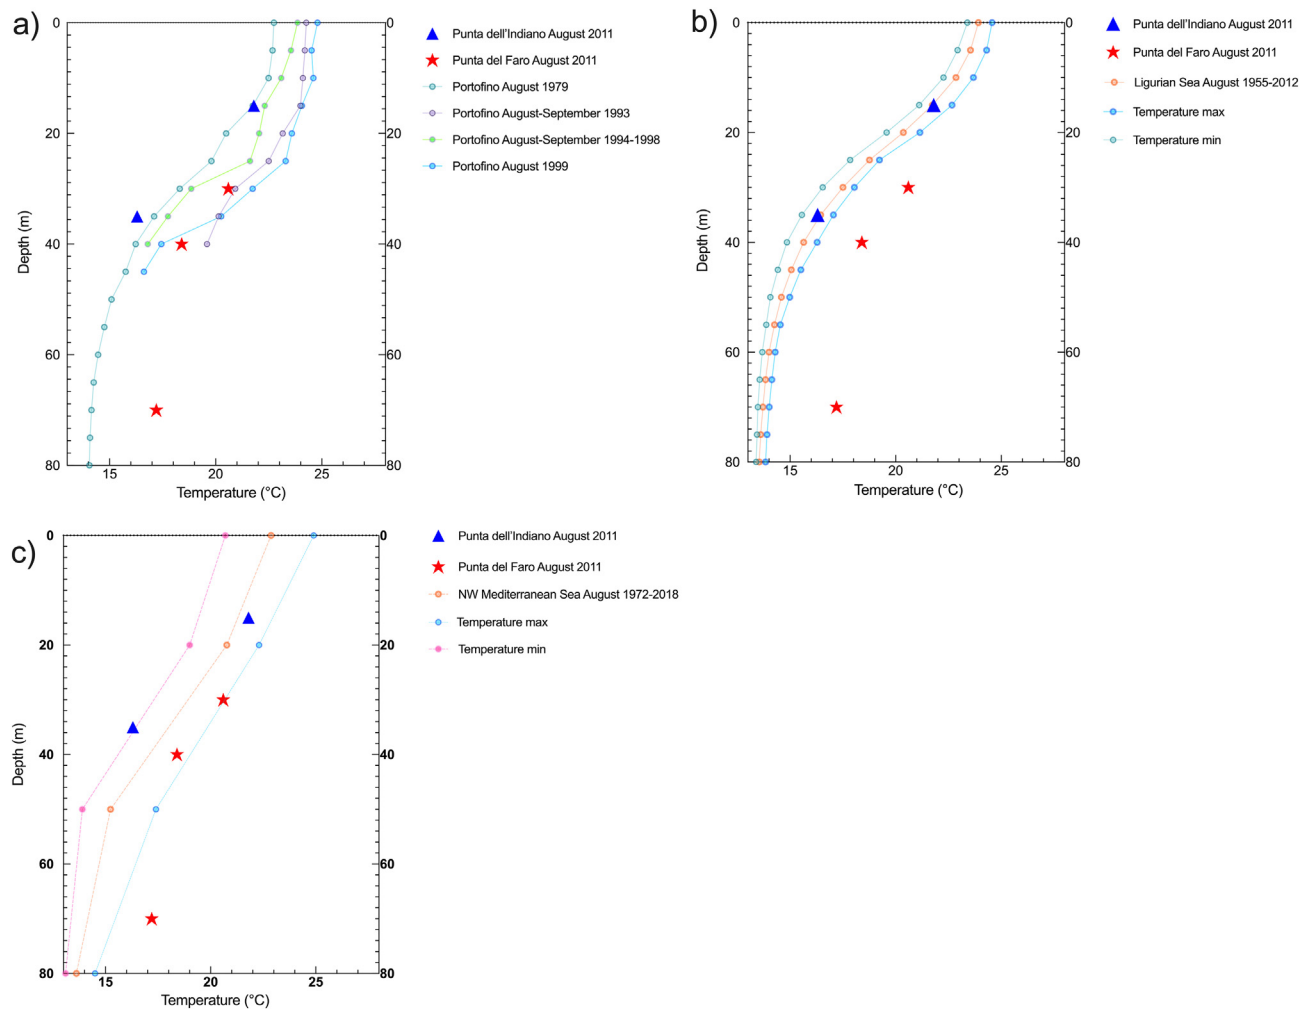 a)
0
20
40
60
80
0
20
40
60
80
15
20
25
Depth (m)
Temperature (°C)
Punta dell'Indiano August 2011
Punta del Faro August 2011
Portofino August 1979
Portofino August-September 1993
Portofino August-September 1994-1998
Portofino August 1999
b)
0
20
40
60
80
0
20
40
60
80
15
20
25
Depth (m)
Temperature (°C)
Punta dell'Indiano August 2011
Punta del Faro August 2011
Ligurian Sea August 1955-2012
Temperature max
Temperature min
c)
0
20
40
60
80
0
20
40
60
80
15
20
25
Depth (m)
Temperature (°C)
Punta dell'Indiano August 2011
Punta del Faro August 2011
NW Mediterranean Sea August 1972-2018
Temperature max
Temperature min